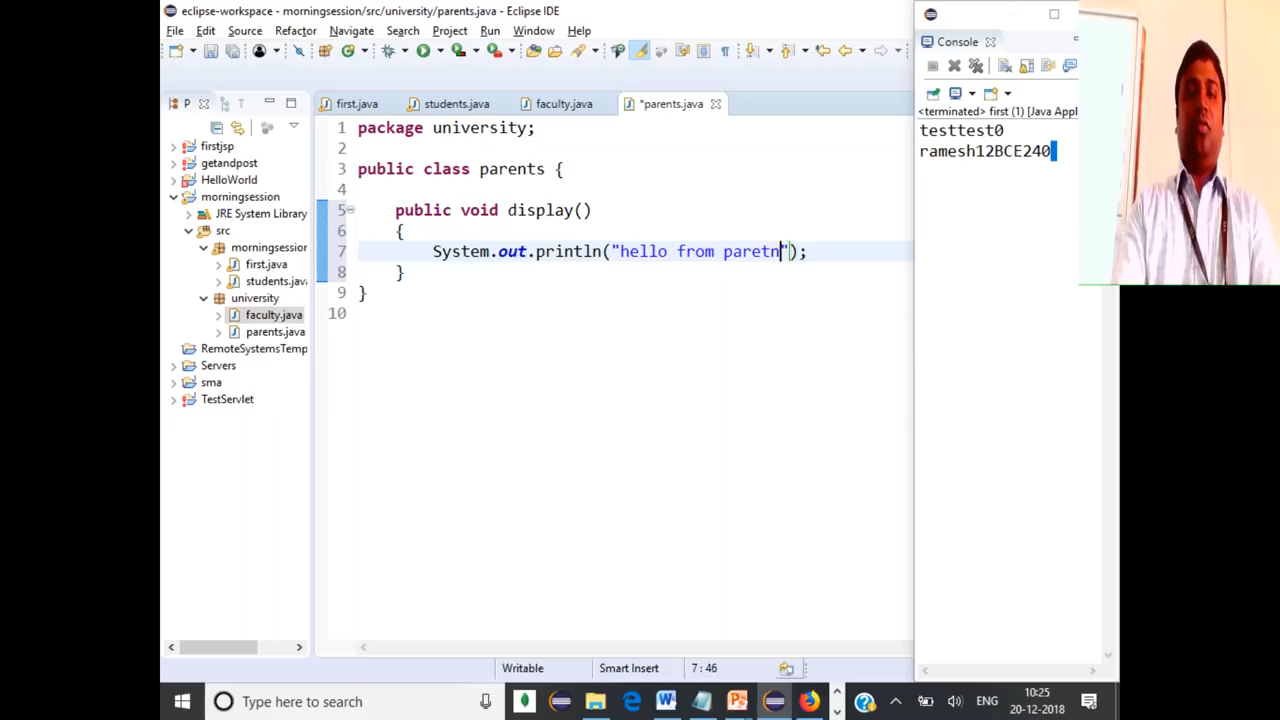 eclipse-workspace - morningsession/src/university/parents.java - Eclipse IDE
File Edit Source Refactor Navigate Search Project Run Window Help
P T
first.java students.java faculty.java *parents.java
firstjsp
getandpost
HelloWorld
morningsession
JRE System Library
src
morningsession
first.java
students.java
university
faculty.java
parents.java
RemoteSystemsTemp
Servers
sma
TestServlet
1 package university;
2
3 public class parents {
4
5 public void display()
6 {
7 System.out.println("hello from paretn");
8 }
9 }
10
Console
<terminated> first (1) [Java Appl
testtest0
ramesh12BCE240
Writable Smart Insert 7 : 46
Type here to search
ENG
10:25
20-12-2018